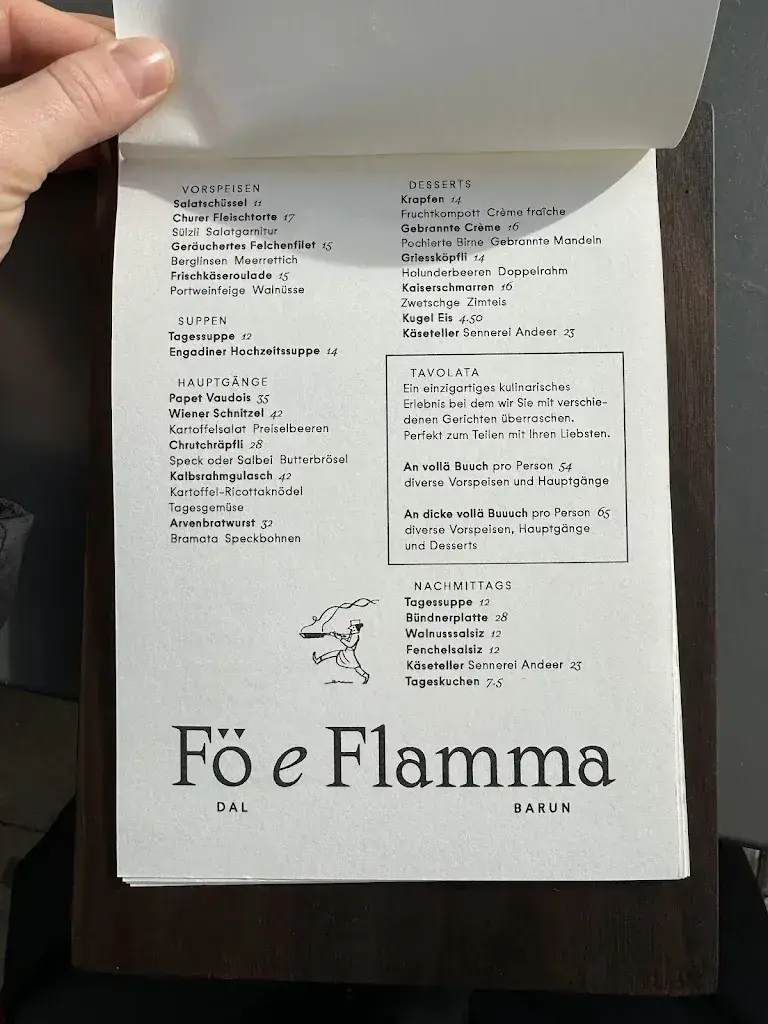 VORSPEISEN
Salatschüssel 11
Churer Fleischtorte 17
Sülzli Salatgarnitur
Geräuchertes Felchenfilet 15
Berglinsen Meerrettich
Frischkäseroulade 15
Portweinfeige Walnüsse
SUPPEN
Tagessuppe 12
Engadiner Hochzeitssuppe 14
HAUPTGÄNGE
Papet Vaudois 35
Wiener Schnitzel 42
Kartoffelsalat Preiselbeeren
Chrutchräpfli 28
Speck oder Salbei Butterbrösel
Kalbsrahmgulasch 42
Kartoffel-Ricottaknödel
Tagesgemüse
Arvenbratwurst 32
Bramata Speckbohnen
DESSERTS
Krapfen 14
Fruchtkompott Crème fraîche
Gebrannte Crème 16
Pochierte Birne Gebrannte Mandeln
Griessköpfli 14
Holunderbeeren Doppelrahm
Kaiserschmarren 16
Zwetschge Zimteis
Kugel Eis 4.50
Käseteller Sennerei Andeer 23
TAVOLATA
Ein einzigartiges kulinarisches
Erlebnis bei dem wir Sie mit verschie-
denen Gerichten überraschen.
Perfekt zum Teilen mit Ihren Liebsten.
An vollä Buuch pro Person 54
diverse Vorspeisen und Hauptgänge
An dicke vollä Buuuch pro Person 65
diverse Vorspeisen, Hauptgänge
und Desserts
NACHMITTAGS
Tagessuppe 12
Bündnerplatte 28
Walnusssalsiz 12
Fenchelsalsiz 12
Käseteller Sennerei Andeer 23
Tageskuchen 7.5
Fö e Flamma
DAL BARUN